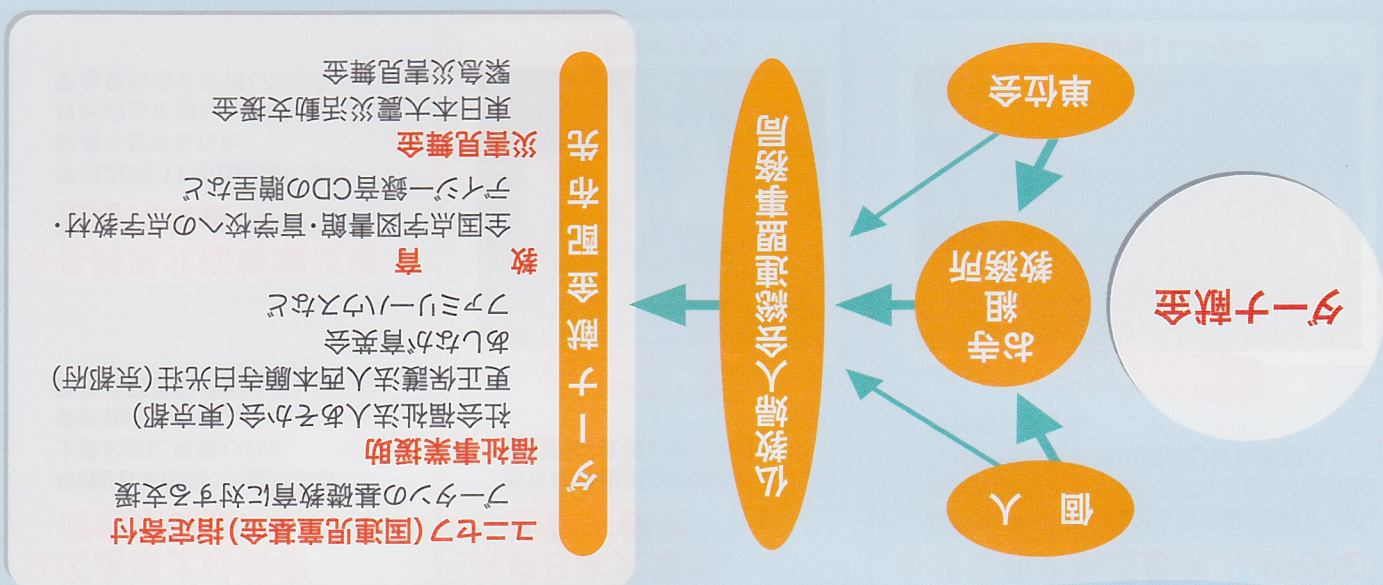 ダーナ献金
個人
お寺
組
教務所
単位会
仏教婦人会総連盟事務局
ダーナ献金配布先
ユニセフ(国連児童基金)指定寄付
ブータンの基礎教育に対する支援
福祉事業援助
社会福祉法人あそか会(東京都)
更正保護法人西本願寺白光荘(京都府)
あしなが育英会
ファミリーハウスなど
教育
全国点字図書館・盲学校への点字教材・
デイジー録音CDの贈呈など
災害見舞金
東日本大震災活動支援金
緊急災害見舞金